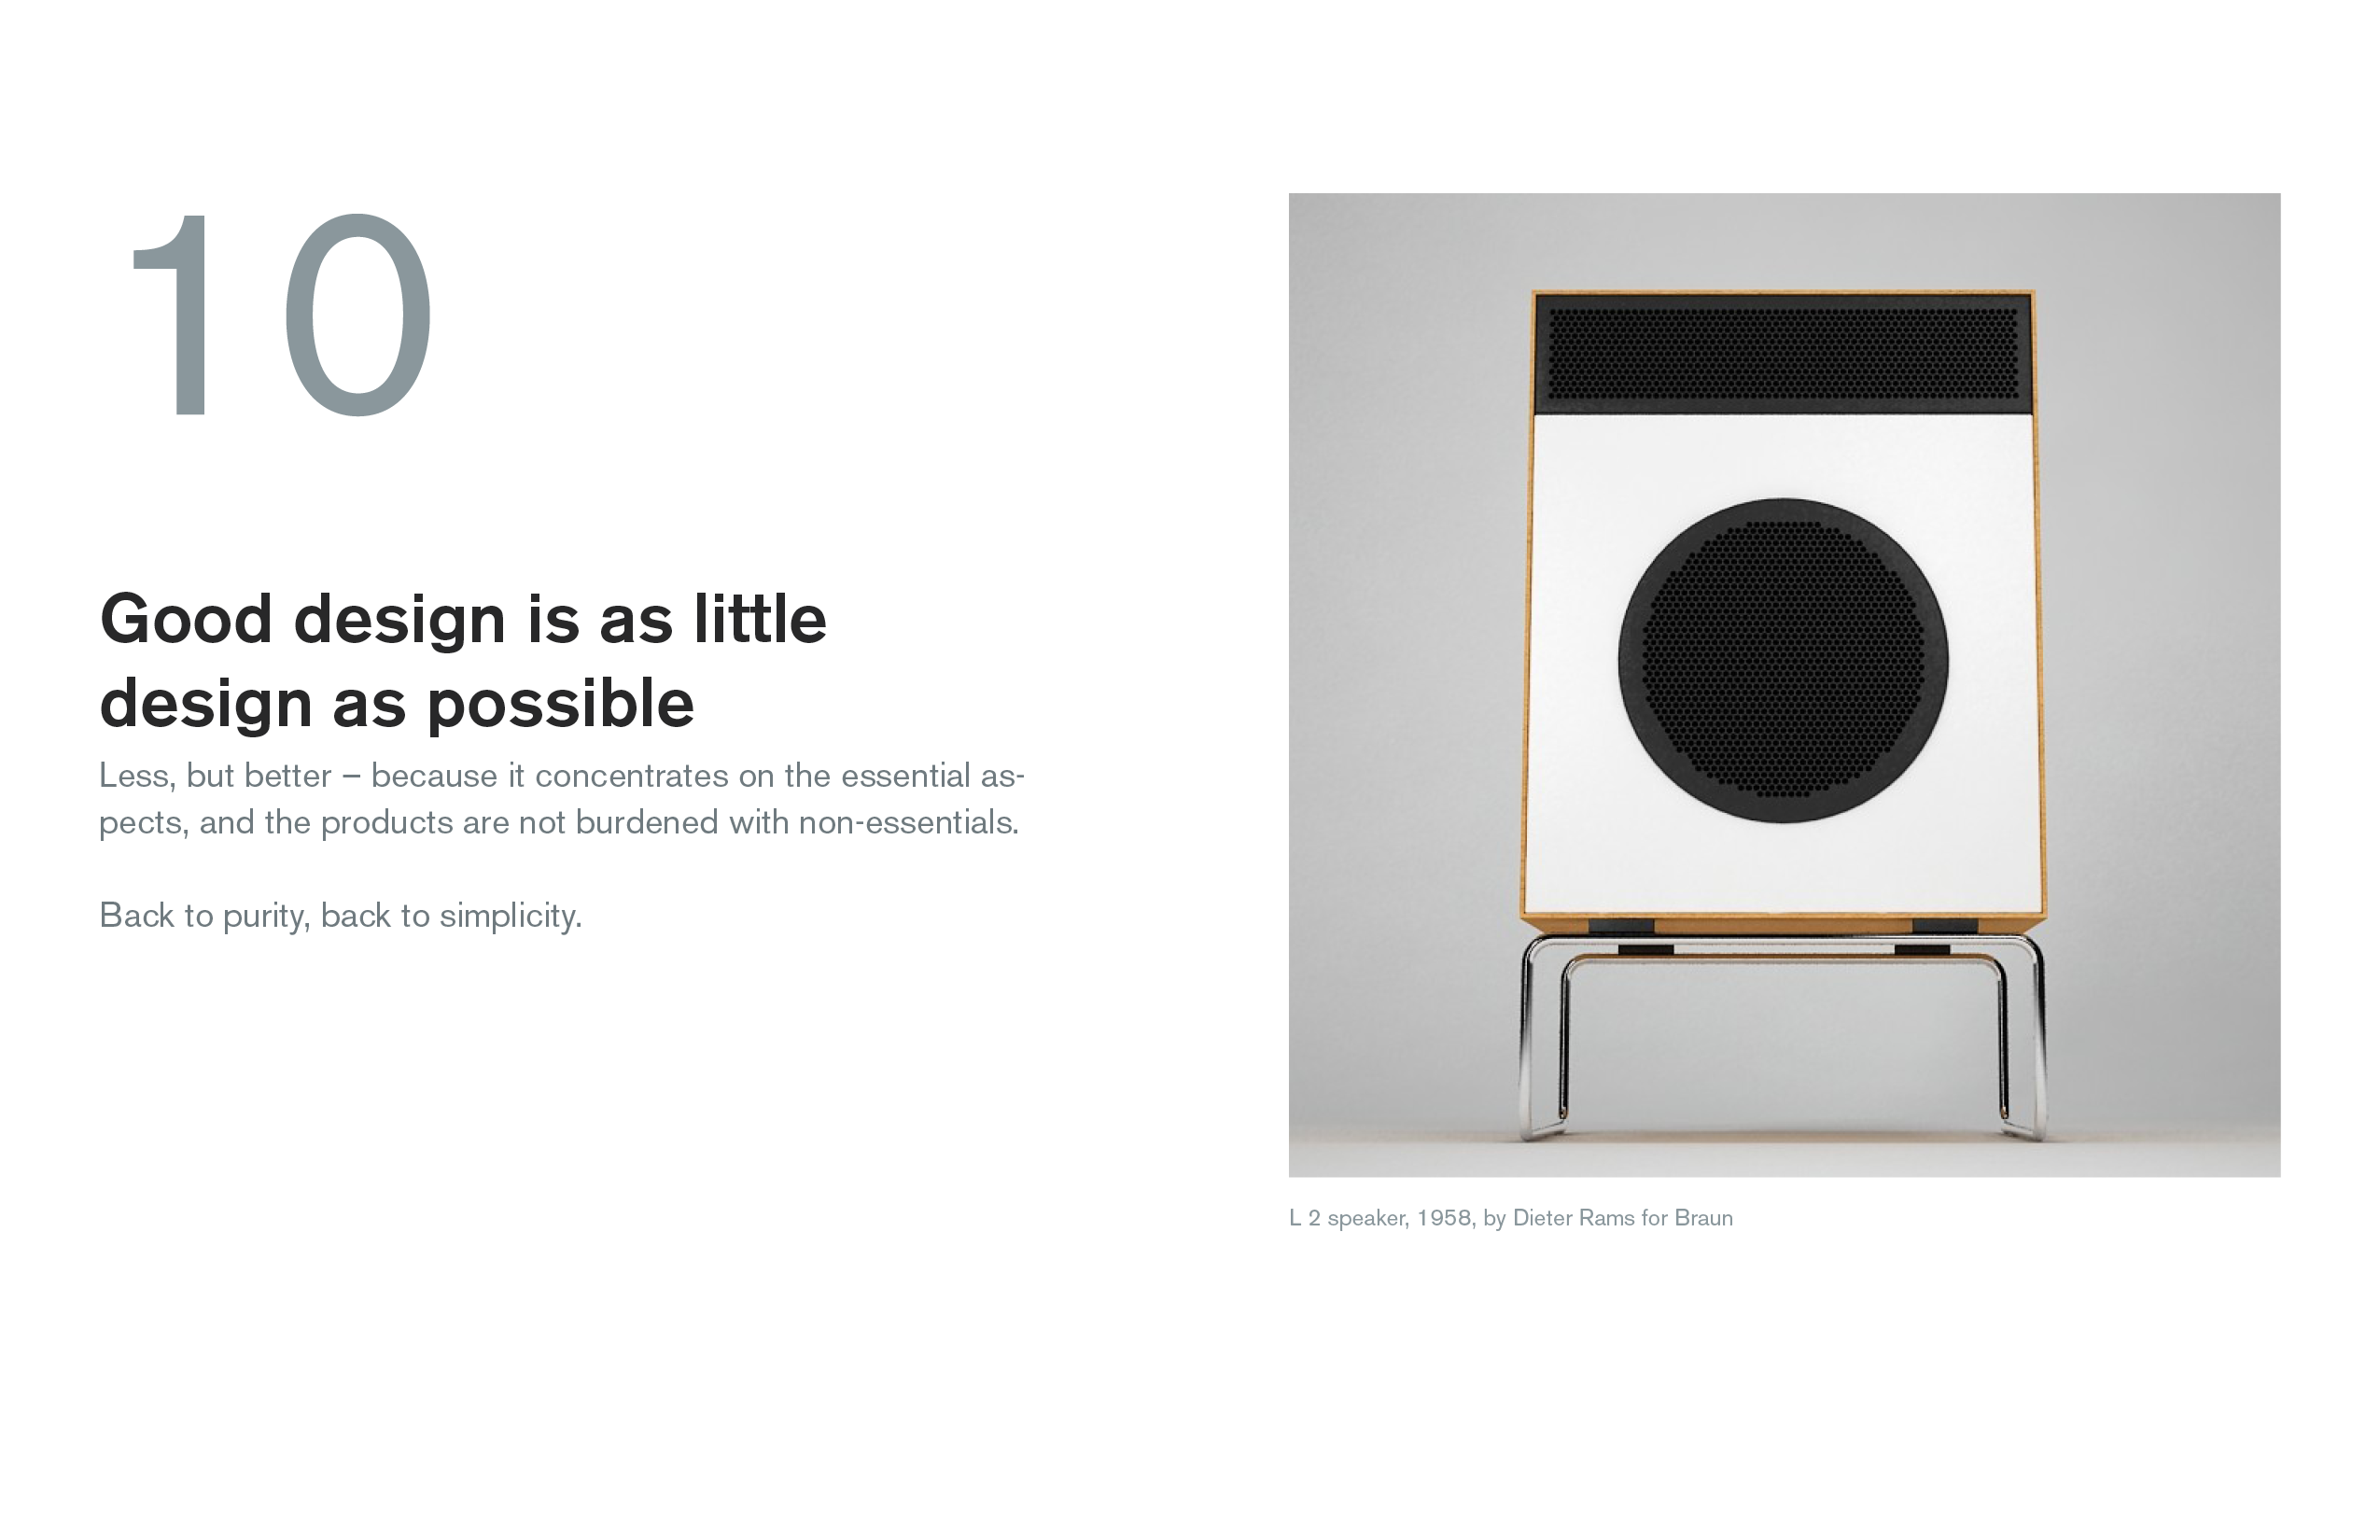 10
Good design is as little
design as possible
Less, but better – because it concentrates on the essential as-
pects, and the products are not burdened with non-essentials.
Back to purity, back to simplicity.
L 2 speaker, 1958, by Dieter Rams for Braun